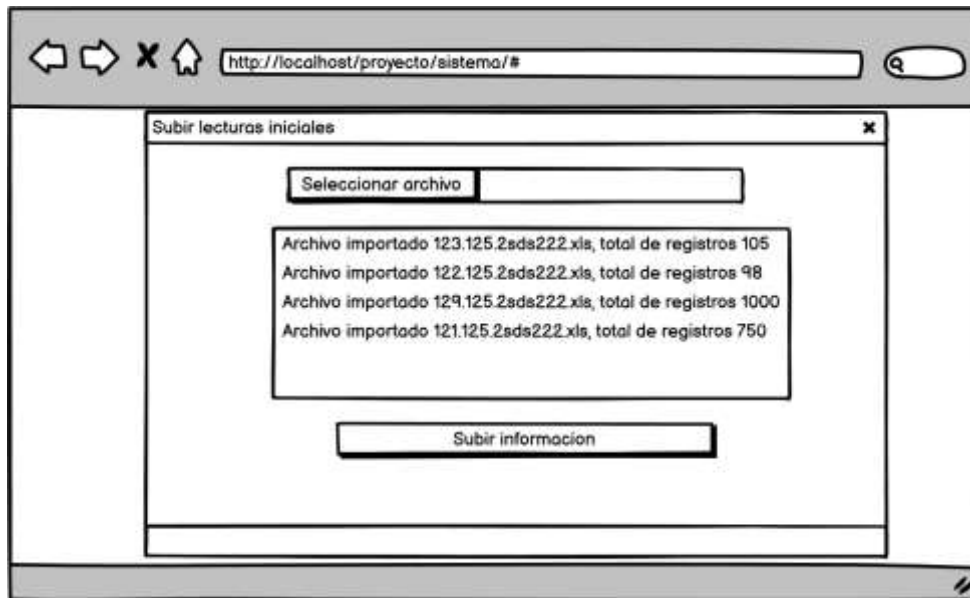 http://localhost/proyecto/sistema/#
Subir lecturas iniciales
Seleccionar archivo
Archivo importado 123.125.2sds222.xls, total de registros 105
Archivo importado 122.125.2sds222.xls, total de registros 98
Archivo importado 129.125.2sds222.xls, total de registros 1000
Archivo importado 121.125.2sds222.xls, total de registros 750
Subir informacion